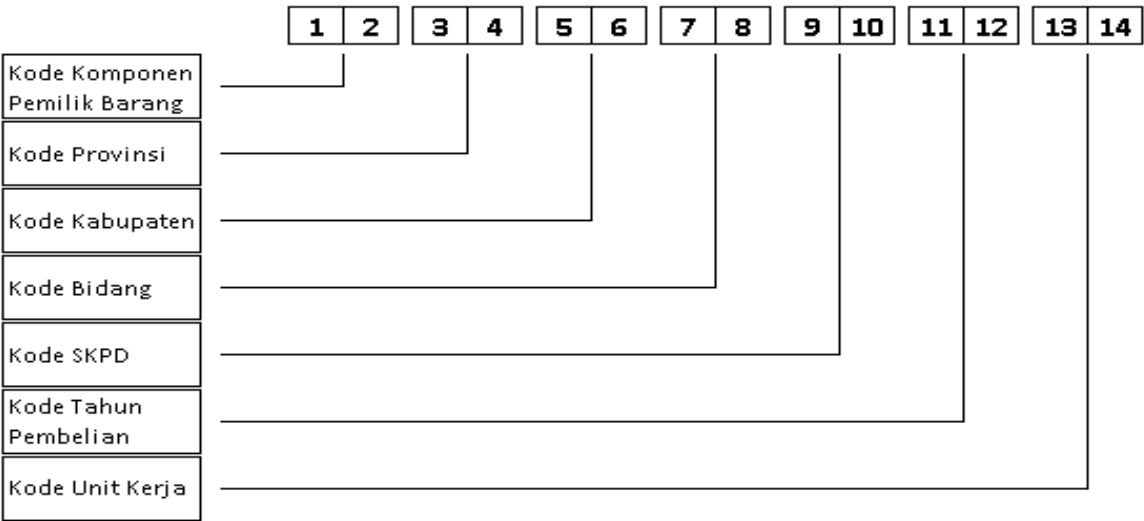 1 2 3 4 5 6 7 8 9 10 11 12 13 14
Kode Komponen
Pemilik Barang
Kode Provinsi
Kode Kabupaten
Kode Bidang
Kode SKPD
Kode Tahun
Pembelian
Kode Unit Kerja